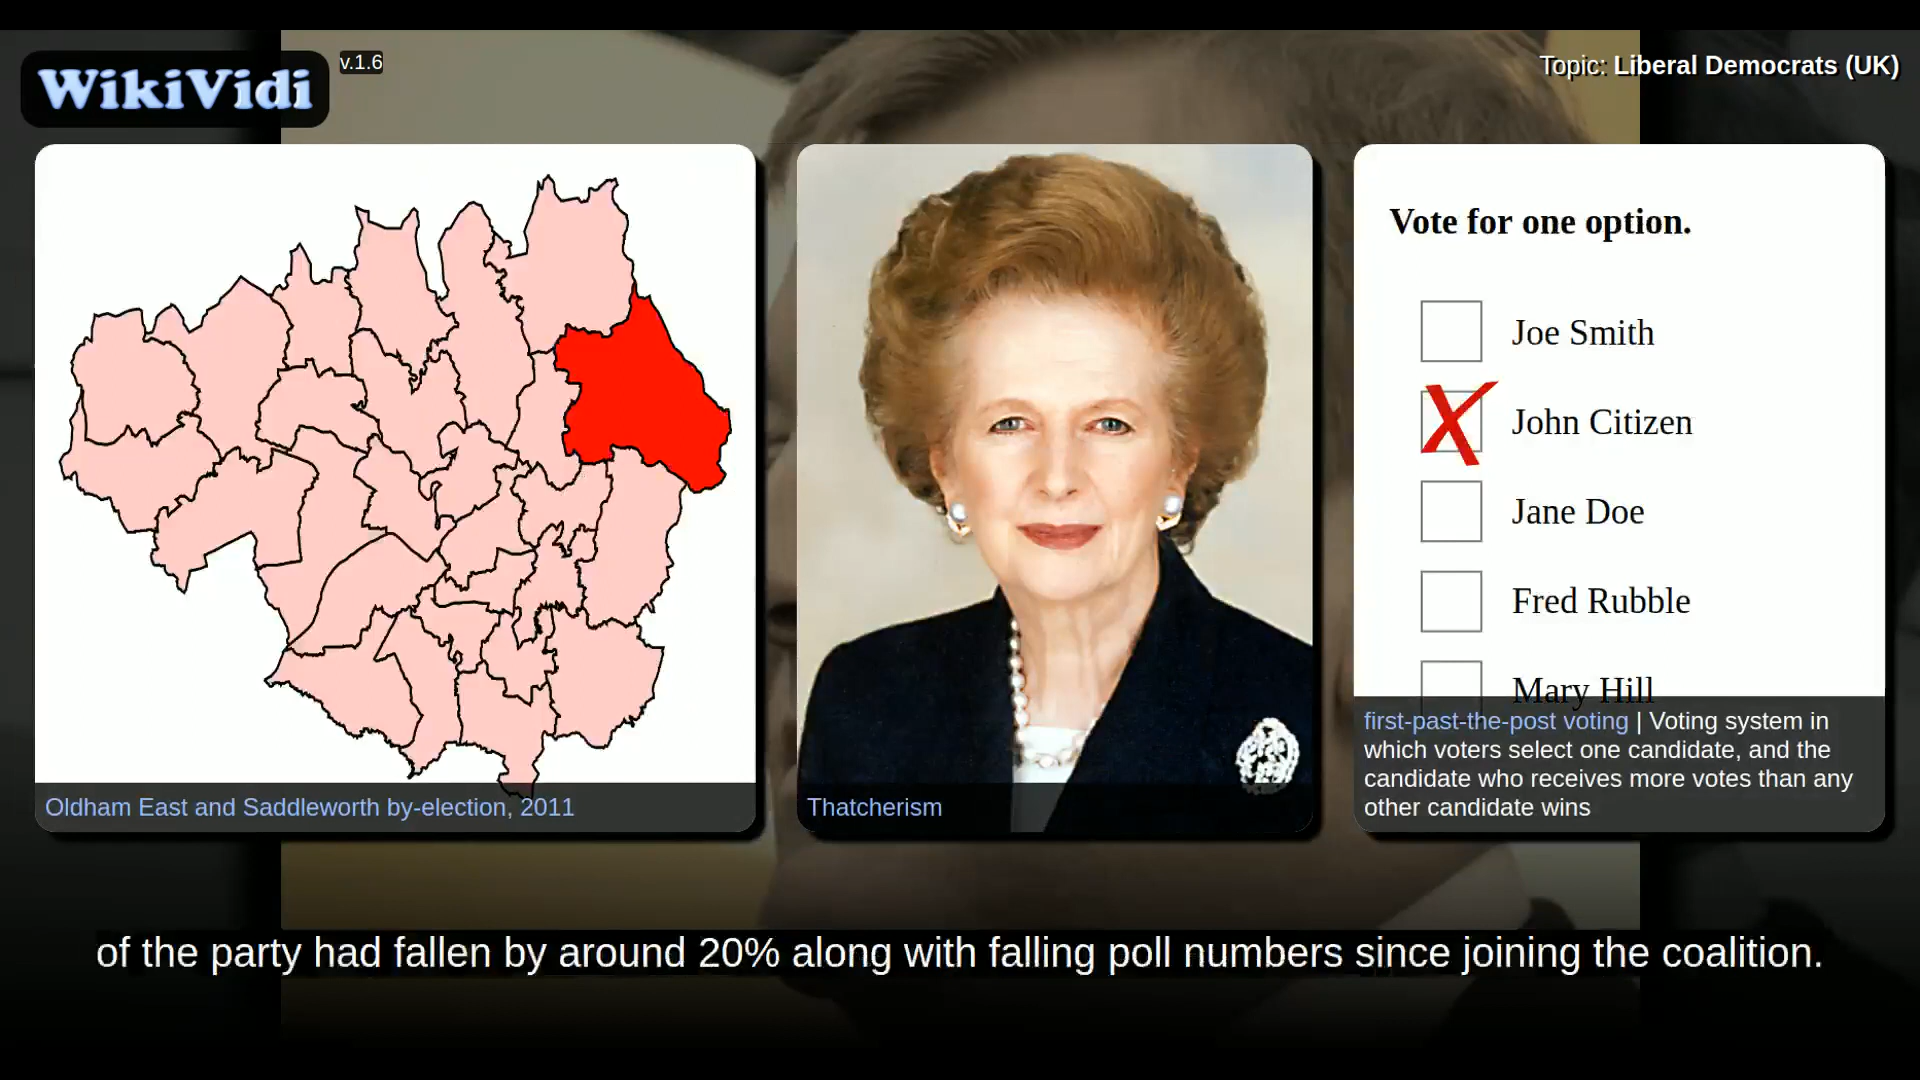 WikiVidi
v.1.6
Topic: Liberal Democrats (UK)
Oldham East and Saddleworth by-election, 2011
Thatcherism
Vote for one option.
Joe Smith
X John Citizen
Jane Doe
Fred Rubble
Mary Hill
first-past-the-post voting | Voting system in
which voters select one candidate, and the
candidate who receives more votes than any
other candidate wins
of the party had fallen by around 20% along with falling poll numbers since joining the coalition.